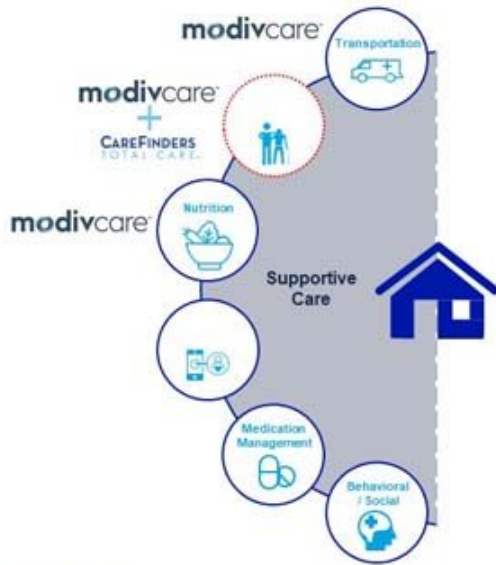 modivcare
Transportation
modivcare
+
CAREFINDERS
TOTAL CARE
modivcare
Nutrition
Supportive
Care
Medication
Management
Behavioral
/ Social